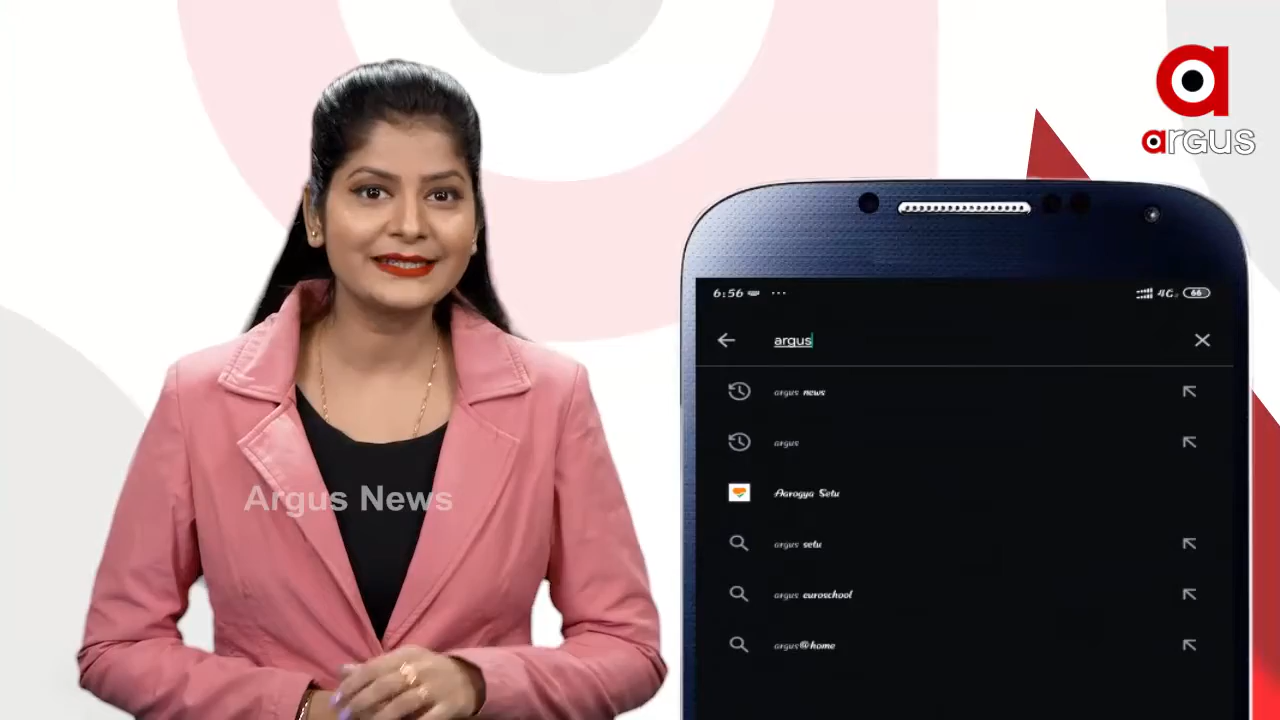 argus
6:56
4G
66
argus
argus news
argus
Aarogya Setu
argus setu
argus euroschool
argus@home
Argus News